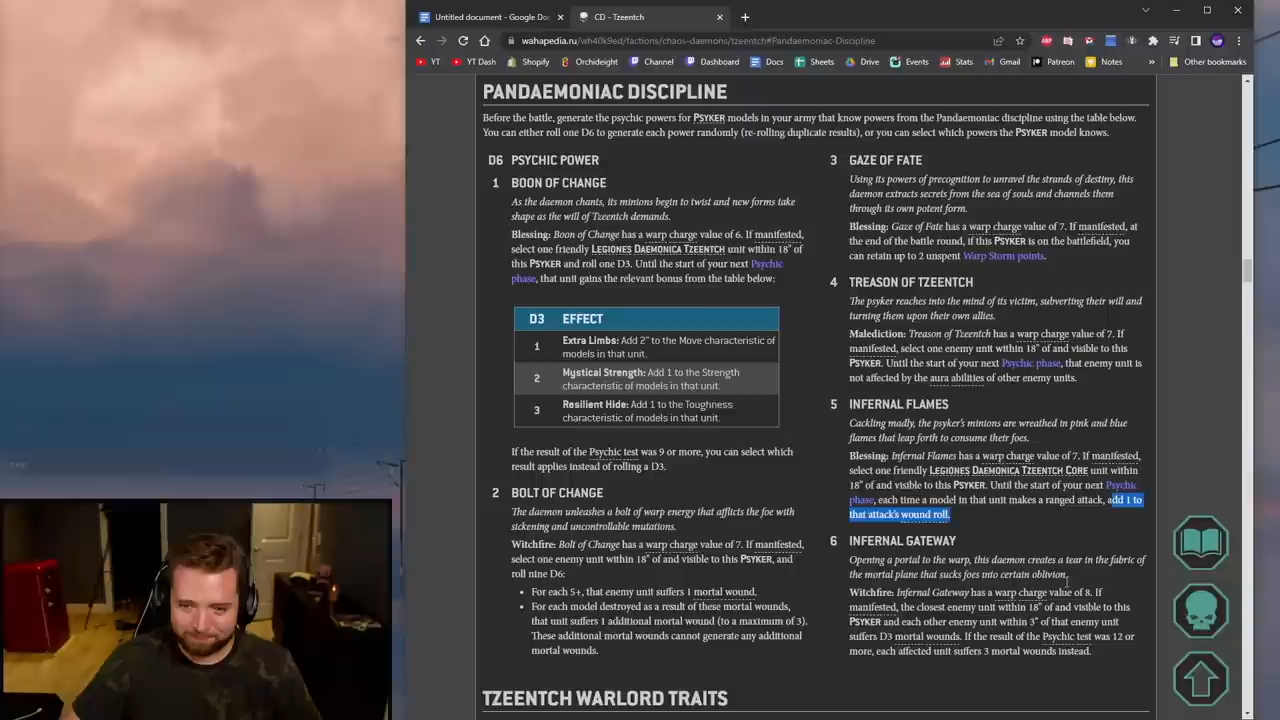 Untitled document - Google Doc
CD - Tzeentch
wahapedia.ru/wh40k9ed/factions/chaos-daemons/tzeentch#Pandaemoniac-Discipline
YT
YT Dash
Shopify
Orchideight
Channel
Dashboard
Docs
Sheets
Drive
Events
Stats
Gmail
Patreon
Notes
»
Other bookmarks
PANDAEMONIAC DISCIPLINE
Before the battle, generate the psychic powers for PSYKER models in your army that know powers from the Pandaemoniac discipline using the table below.
You can either roll one D6 to generate each power randomly (re-rolling duplicate results), or you can select which powers the PSYKER model knows.
D6 PSYCHIC POWER
1 BOON OF CHANGE
As the daemon chants, its minions begin to twist and new forms take
shape as the will of Tzeentch demands.
Blessing: Boon of Change has a warp charge value of 6. If manifested,
select one friendly LEGIONES DAEMONICA TZEENTCH unit within 18" of
this PSYKER and roll one D3. Until the start of your next Psychic
phase, that unit gains the relevant bonus from the table below:
D3 EFFECT
1 Extra Limbs: Add 2" to the Move characteristic of
models in that unit.
2 Mystical Strength: Add 1 to the Strength
characteristic of models in that unit.
3 Resilient Hide: Add 1 to the Toughness
characteristic of models in that unit.
If the result of the Psychic test was 9 or more, you can select which
result applies instead of rolling a D3.
2 BOLT OF CHANGE
The daemon unleashes a bolt of warp energy that afflicts the foe with
sickening and uncontrollable mutations.
Witchfire: Bolt of Change has a warp charge value of 7. If manifested,
select one enemy unit within 18" of and visible to this PSYKER, and
roll nine D6:
• For each 5+, that enemy unit suffers 1 mortal wound.
• For each model destroyed as a result of these mortal wounds,
that unit suffers 1 additional mortal wound (to a maximum of 3).
These additional mortal wounds cannot generate any additional
mortal wounds.
3 GAZE OF FATE
Using its powers of precognition to unravel the strands of destiny, this
daemon extracts secrets from the sea of souls and channels them
through its own potent form.
Blessing: Gaze of Fate has a warp charge value of 7. If manifested, at
the end of the battle round, if this PSYKER is on the battlefield, you
can retain up to 2 unspent Warp Storm points.
4 TREASON OF TZEENTCH
The psyker reaches into the mind of its victim, subverting their will and
turning them upon their own allies.
Malediction: Treason of Tzeentch has a warp charge value of 7. If
manifested, select one enemy unit within 18" of and visible to this
PSYKER. Until the start of your next Psychic phase, that enemy unit is
not affected by the aura abilities of other enemy units.
5 INFERNAL FLAMES
Cackling madly, the psyker's minions are wreathed in pink and blue
flames that leap forth to consume their foes.
Blessing: Infernal Flames has a warp charge value of 7. If manifested,
select one friendly LEGIONES DAEMONICA TZEENTCH CORE unit within
18" of and visible to this PSYKER. Until the start of your next Psychic
phase, each time a model in that unit makes a ranged attack, add 1 to
that attack's wound roll.
6 INFERNAL GATEWAY
Opening a portal to the warp, this daemon creates a tear in the fabric of
the mortal plane that sucks foes into certain oblivion.
Witchfire: Infernal Gateway has a warp charge value of 8. If
manifested, the closest enemy unit within 18" of and visible to this
PSYKER and each other enemy unit within 3" of that enemy unit
suffers D3 mortal wounds. If the result of the Psychic test was 12 or
more, each affected unit suffers 3 mortal wounds instead.
TZEENTCH WARLORD TRAITS